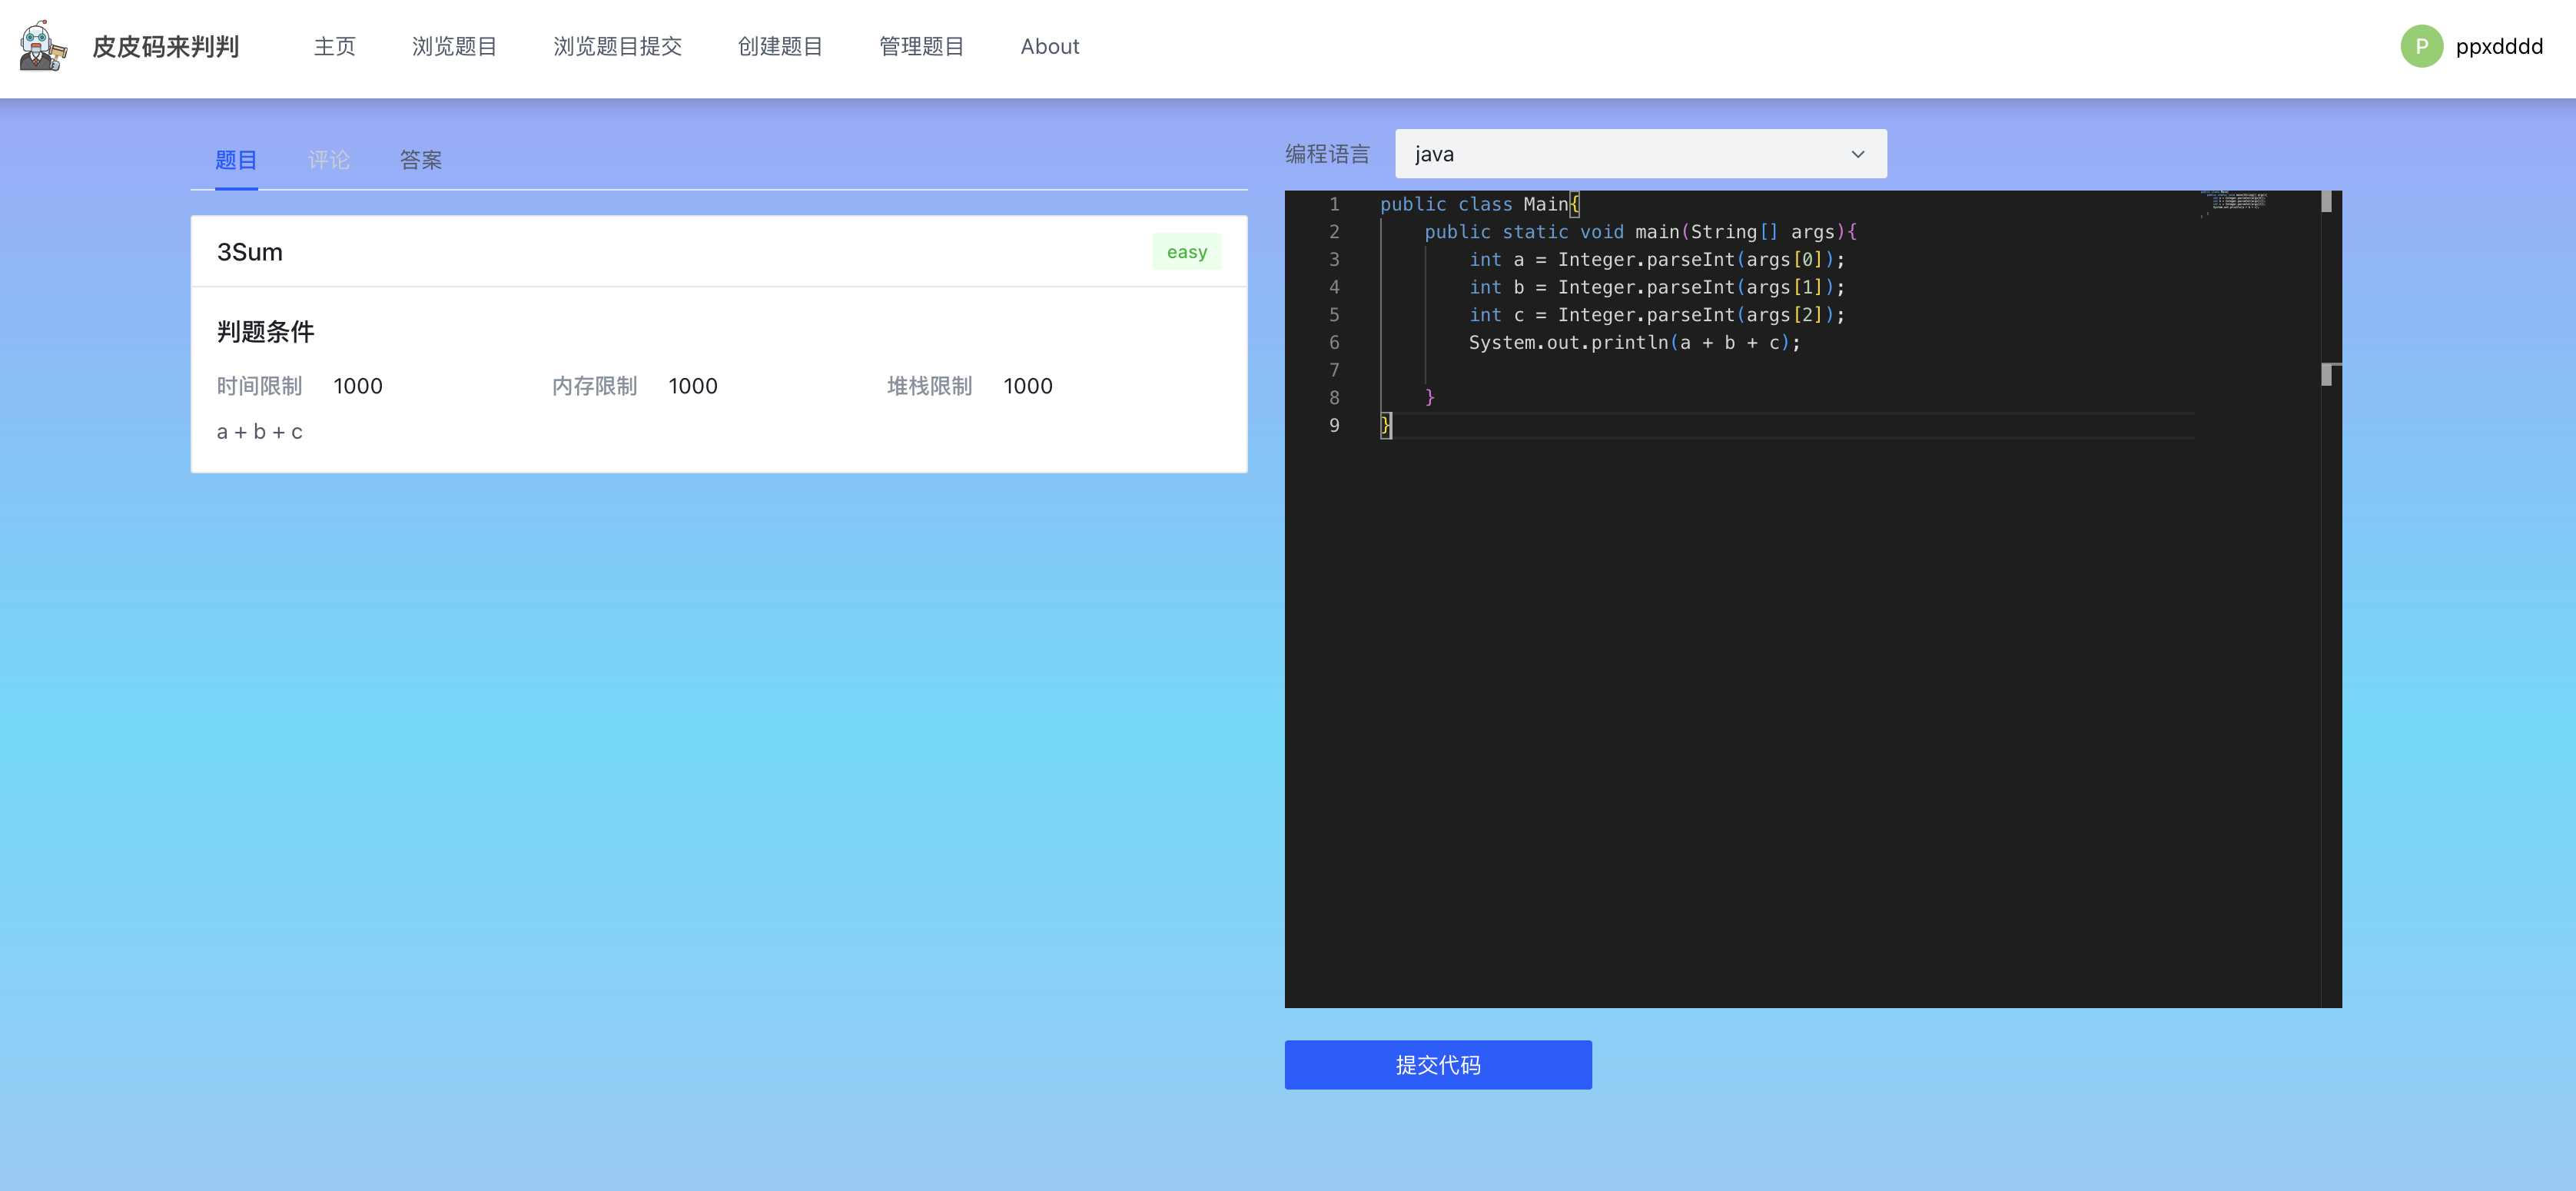 皮皮码来判判 主页 浏览题目 浏览题目提交 创建题目 管理题目 About P ppxdddd
题目 评论 答案
3Sum easy
判题条件
时间限制 1000 内存限制 1000 堆栈限制 1000
a + b + c
编程语言 java
1 public class Main{
2 public static void main(String[] args){
3 int a = Integer.parseInt(args[0]);
4 int b = Integer.parseInt(args[1]);
5 int c = Integer.parseInt(args[2]);
6 System.out.println(a + b + c);
7
8 }
9 }
提交代码